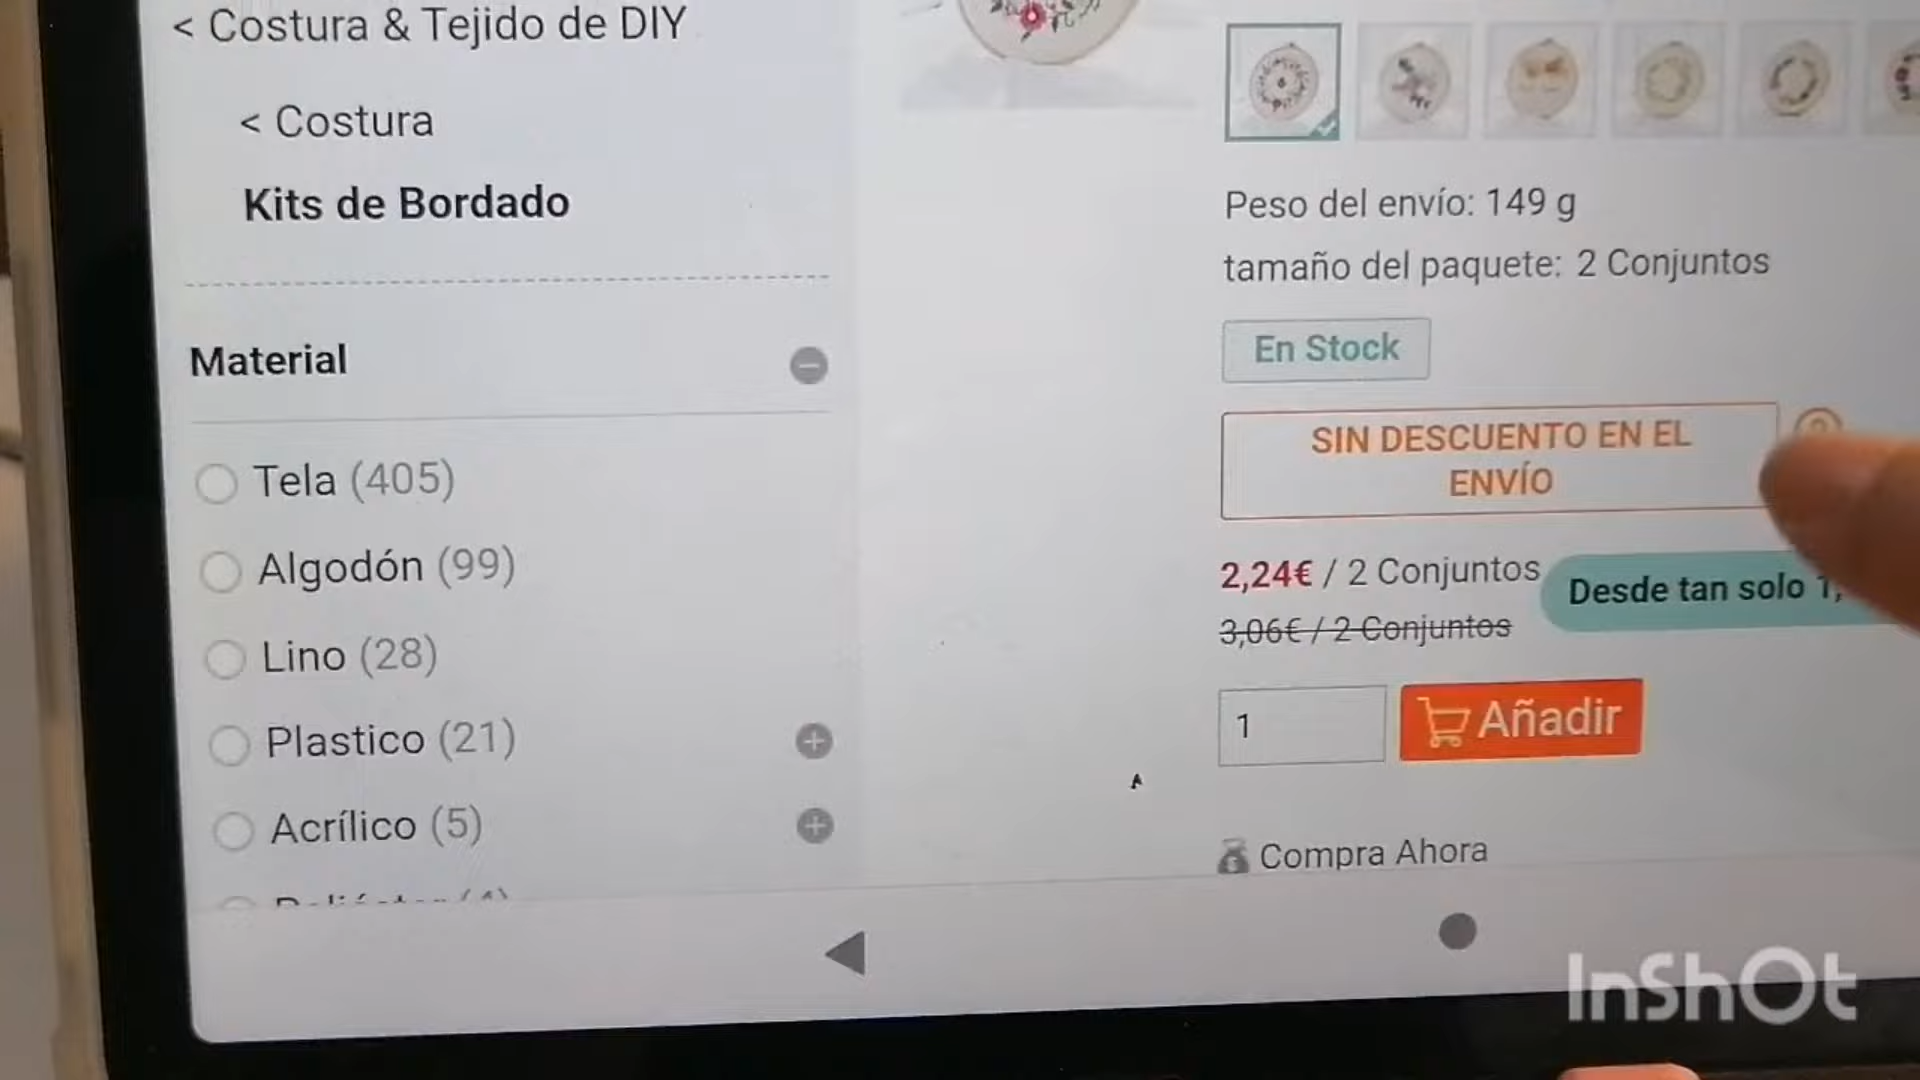 < Costura & Tejido de DIY
< Costura
Kits de Bordado
Material
Tela (405)
Algodón (99)
Lino (28)
Plastico (21)
Acrílico (5)
Peso del envío: 149 g
tamaño del paquete: 2 Conjuntos
En Stock
SIN DESCUENTO EN EL
ENVÍO
2,24€ / 2 Conjuntos
Desde tan solo 1,
3,06€ / 2 Conjuntos
1
Añadir
Compra Ahora
InShOt